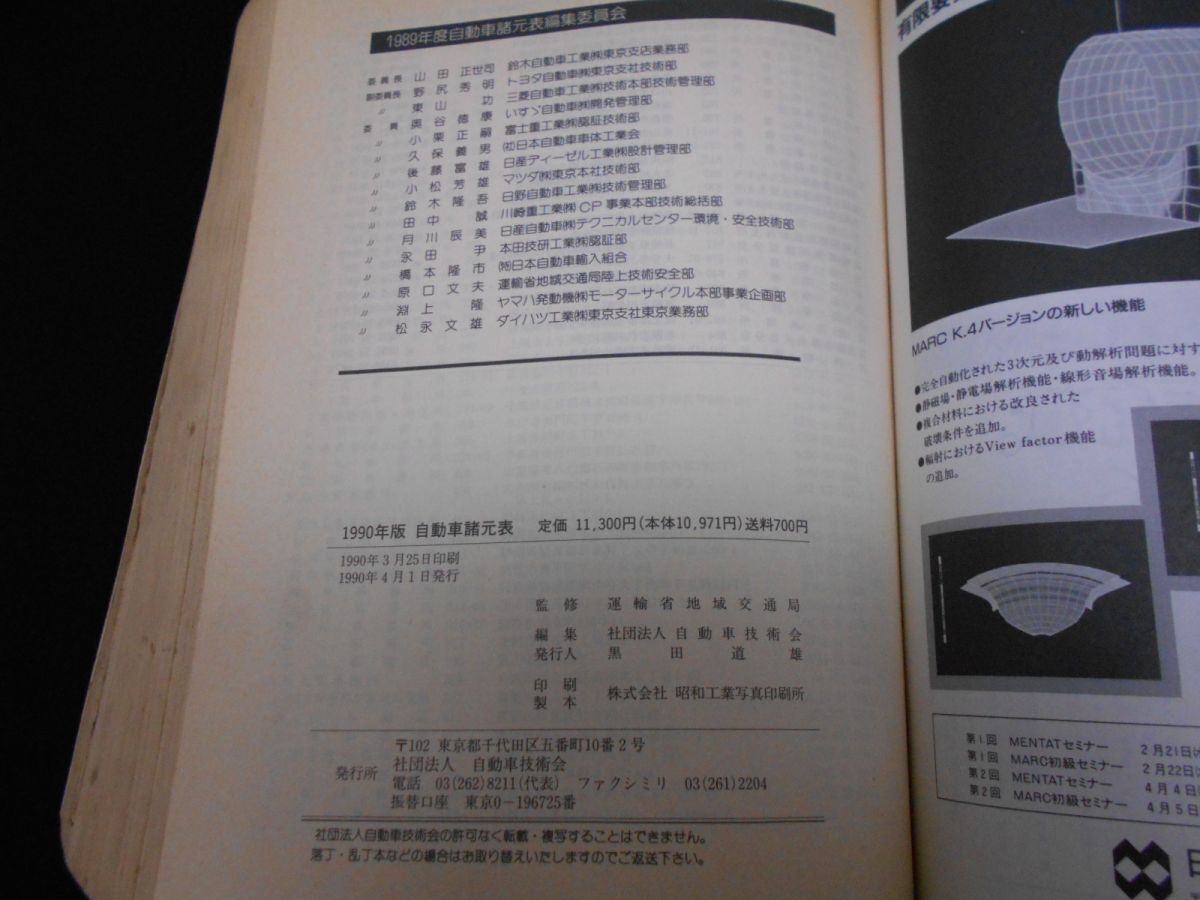 1989年度自動車諸元表編集委員会
委員長 山田正世司 鈴木自動車工業㈱東京支店業務部
副委員長 野尻秀明 トヨタ自動車㈱東京支社技術部
〃 東山功 三菱自動車工業㈱技術本部技術管理部
委員 奥谷徳康 いすゞ自動車㈱開発管理部
〃 小栗正嗣 富士重工業㈱認証技術部
〃 久保義男 ㈳日本自動車車体工業会
〃 後藤富雄 日産ディーゼル工業㈱設計管理部
〃 小松芳雄 マツダ㈱東京本社技術部
〃 鈴木隆吾 日野自動車工業㈱技術管理部
〃 田中誠 川崎重工業㈱CP事業本部技術総括部
〃 月川辰美 日産自動車㈱テクニカルセンター環境・安全技術部
〃 永田尹 本田技研工業㈱認証部
〃 橋本隆市 日本自動車輸入組合
〃 原口文夫 運輸省地域交通局陸上技術安全部
〃 淵上隆 ヤマハ発動機㈱モーターサイクル本部事業企画部
〃 松永文雄 ダイハツ工業㈱東京支社東京業務部
1990年版 自動車諸元表 定価 11,300円(本体10,971円)送料700円
1990年3月25日印刷
1990年4月1日発行
監修 運輸省地域交通局
編集 社団法人自動車技術会
発行人 黒田道雄
印刷
製本 株式会社 昭和工業写真印刷所
〒102 東京都千代田区五番町10番2号
発行所 社団法人 自動車技術会
電話 03(262)8211(代表) ファクシミリ 03(261)2204
振替口座 東京0-196725番
社団法人自動車技術会の許可なく転載・複写することはできません。
落丁・乱丁本などの場合はお取り替えいたしますのでご返送下さい。
有限要
MARC K.4バージョンの新しい機能
●完全自動化された3次元及び動解析問題に対す
●静磁場・静電場解析機能・線形音場解析機能。
●複合材料における改良された
破壊条件を追加。
●輻射におけるView factor機能
の追加。
第1回 MENTATセミナー 2月21日
第1回 MARC初級セミナー 2月22日
第2回 MENTATセミナー 4月4日
第2回 MARC初級セミナー 4月5日